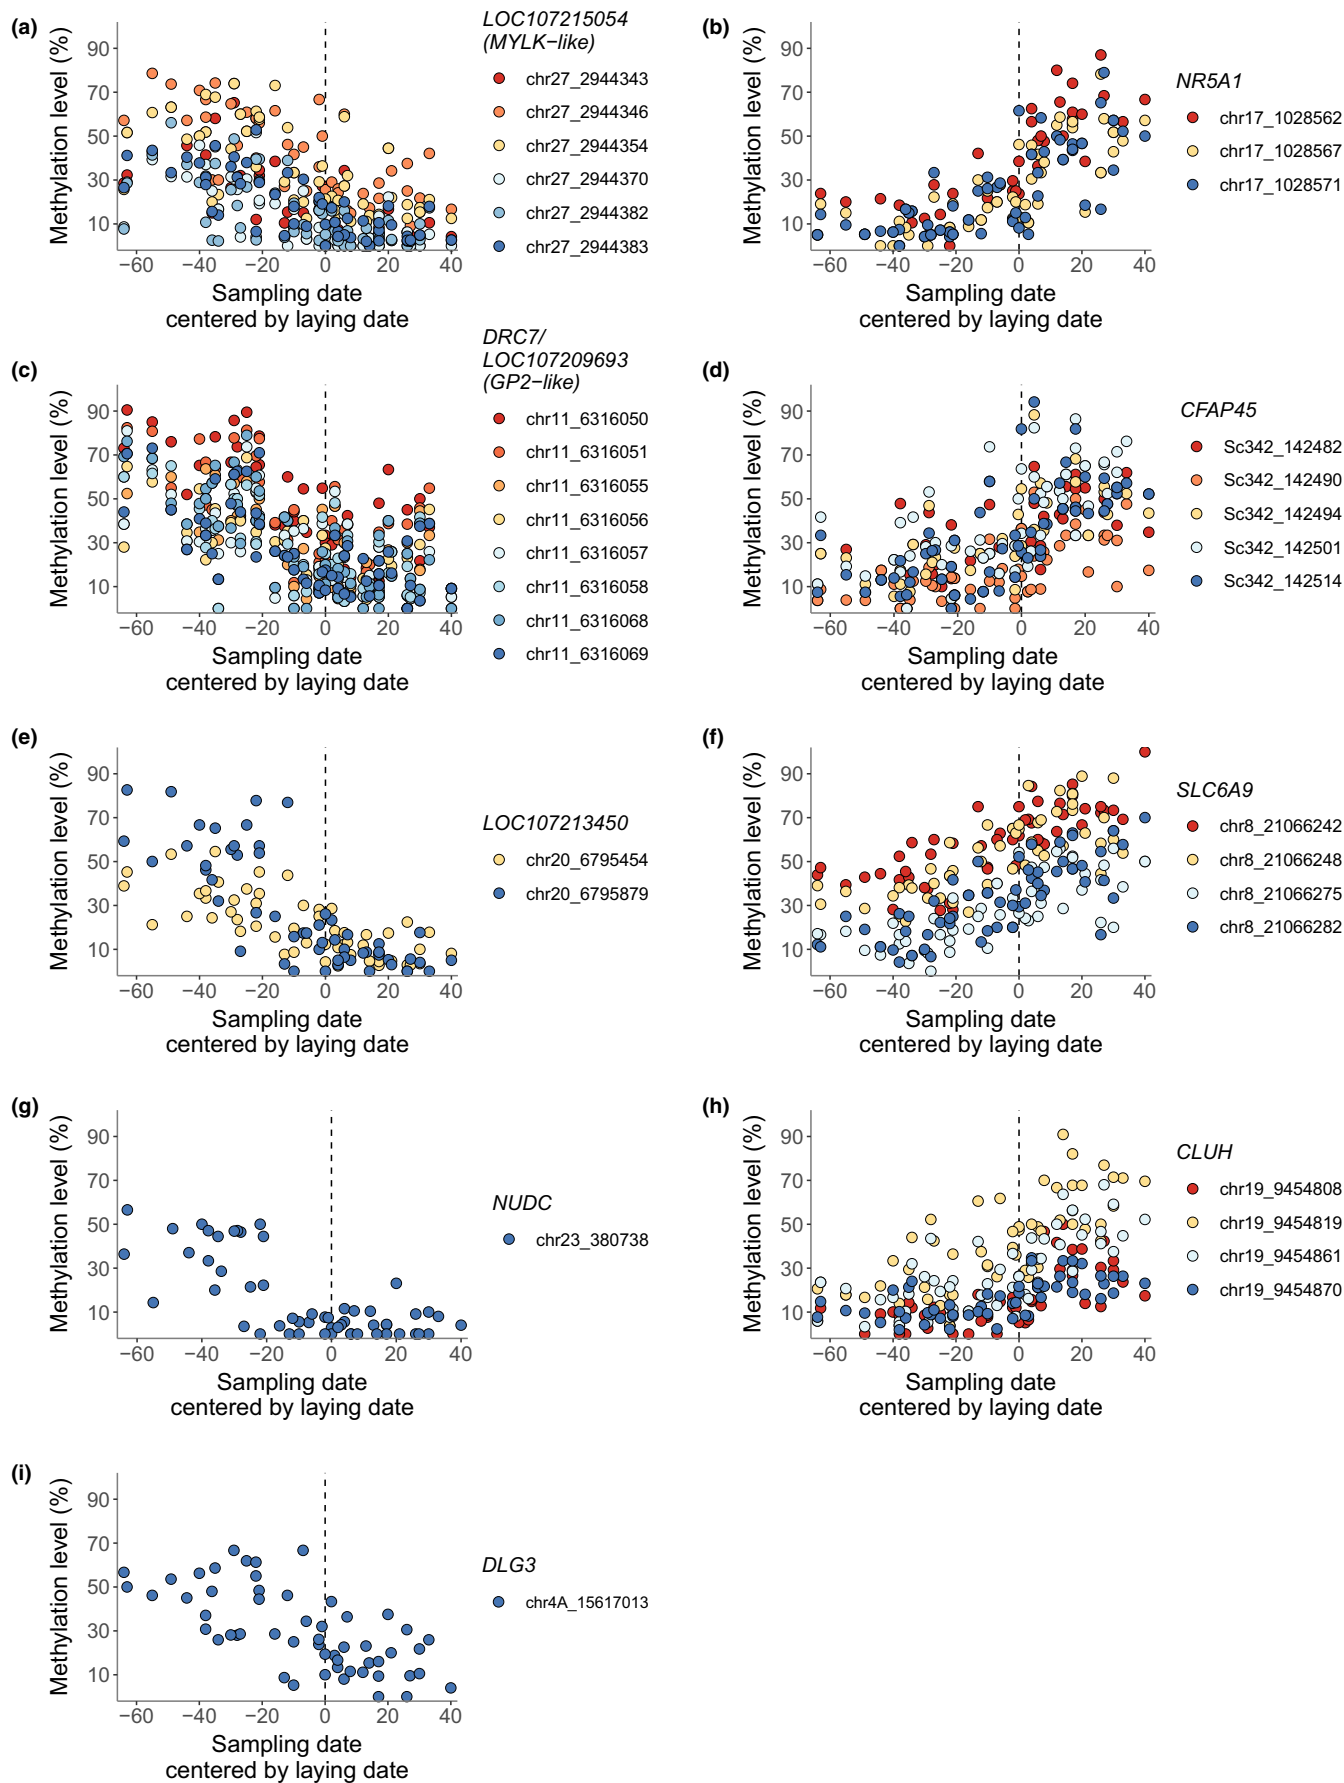 (a)
LOC107215054
(MYLK−like)
Methylation level (%)
90
70
50
30
10
−60 −40 −20 0 20 40
Sampling date
centered by laying date
chr27_2944343
chr27_2944346
chr27_2944354
chr27_2944370
chr27_2944382
chr27_2944383
(b)
Methylation level (%)
90
70
50
30
10
−60 −40 −20 0 20 40
Sampling date
centered by laying date
NR5A1
chr17_1028562
chr17_1028567
chr17_1028571
(c)
DRC7/
LOC107209693
(GP2−like)
Methylation level (%)
90
70
50
30
10
−60 −40 −20 0 20 40
Sampling date
centered by laying date
chr11_6316050
chr11_6316051
chr11_6316055
chr11_6316056
chr11_6316057
chr11_6316058
chr11_6316068
chr11_6316069
(d)
Methylation level (%)
90
70
50
30
10
−60 −40 −20 0 20 40
Sampling date
centered by laying date
CFAP45
Sc342_142482
Sc342_142490
Sc342_142494
Sc342_142501
Sc342_142514
(e)
Methylation level (%)
90
70
50
30
10
−60 −40 −20 0 20 40
Sampling date
centered by laying date
LOC107213450
chr20_6795454
chr20_6795879
(f)
Methylation level (%)
90
70
50
30
10
−60 −40 −20 0 20 40
Sampling date
centered by laying date
SLC6A9
chr8_21066242
chr8_21066248
chr8_21066275
chr8_21066282
(g)
Methylation level (%)
90
70
50
30
10
−60 −40 −20 0 20 40
Sampling date
centered by laying date
NUDC
chr23_380738
(h)
Methylation level (%)
90
70
50
30
10
−60 −40 −20 0 20 40
Sampling date
centered by laying date
CLUH
chr19_9454808
chr19_9454819
chr19_9454861
chr19_9454870
(i)
Methylation level (%)
90
70
50
30
10
−60 −40 −20 0 20 40
Sampling date
centered by laying date
DLG3
chr4A_15617013